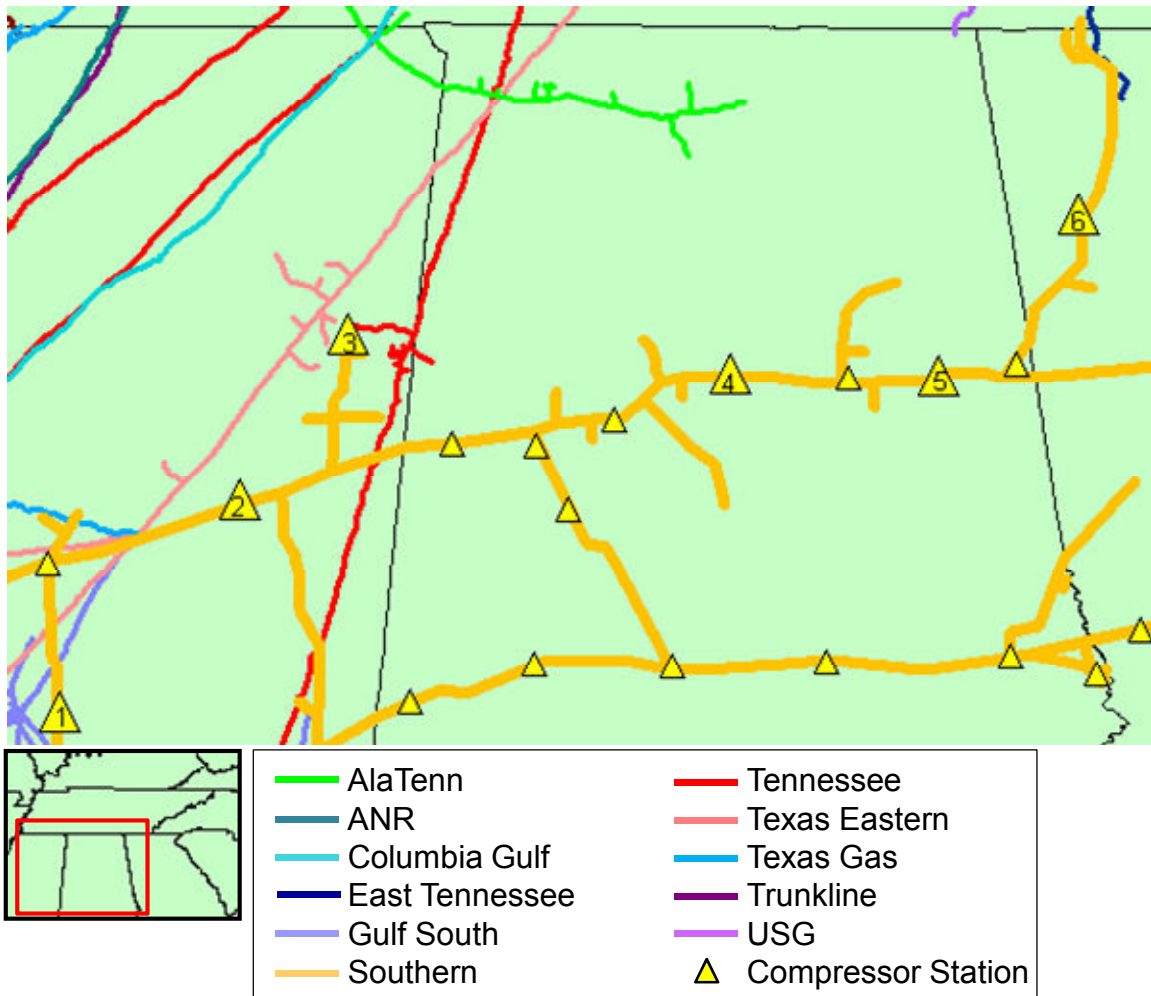 6
3
4
5
2
1
AlaTenn
Tennessee
ANR
Texas Eastern
Columbia Gulf
Texas Gas
East Tennessee
Trunkline
Gulf South
USG
Southern
Compressor Station